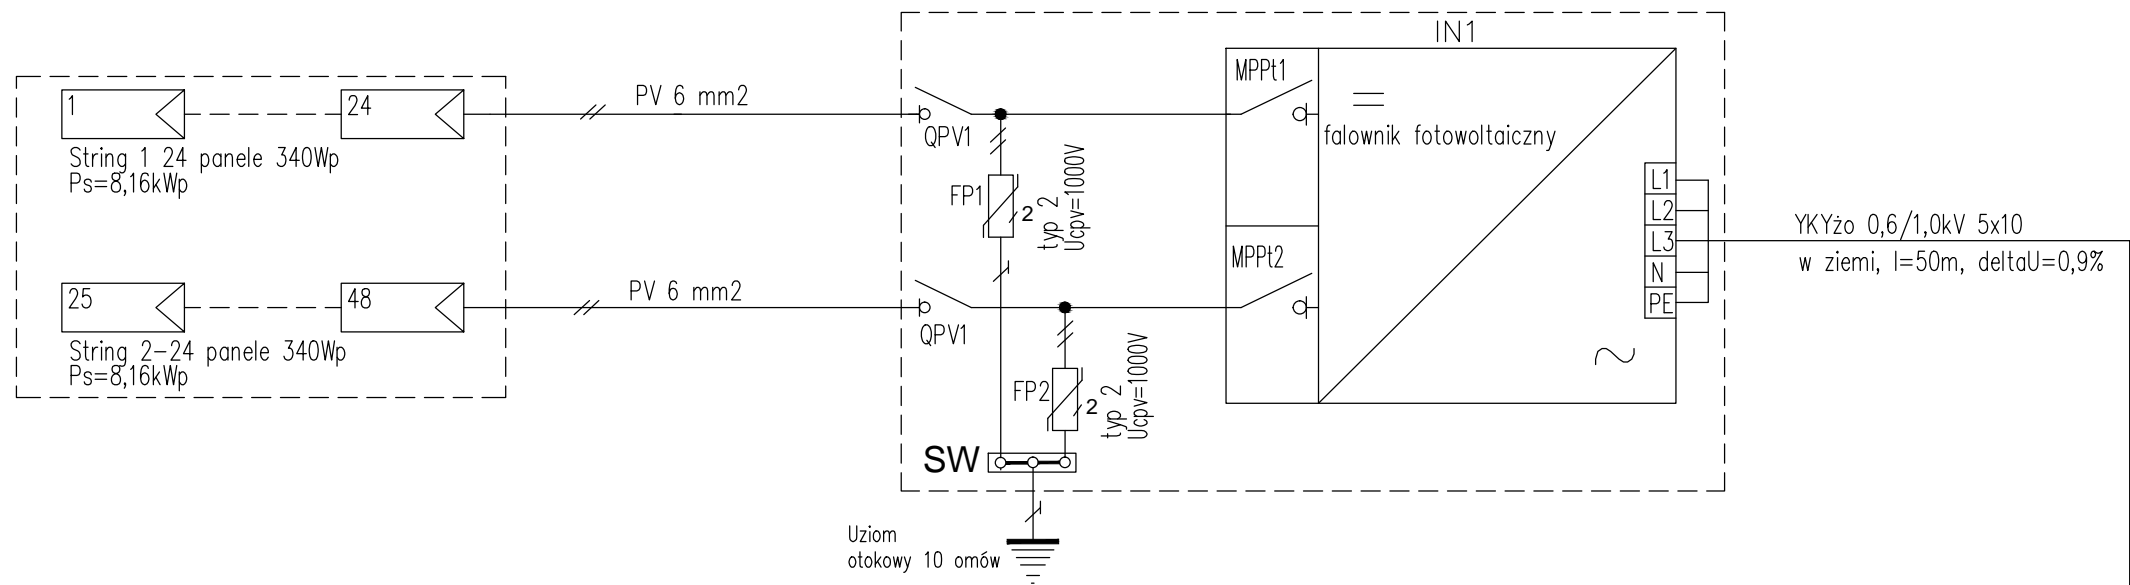 IN1
1
24
PV 6 mm2
MPPt1
QPV1
falownik fotowoltaiczny
String 1 24 panele 340Wp
Ps=8,16kWp
FP1
2
typ 2
Ucpv=1000V
L1
L2
L3
N
PE
YKYżo 0,6/1,0kV 5x10
w ziemi, l=50m, deltaU=0,9%
MPPt2
25
48
PV 6 mm2
QPV1
String 2-24 panele 340Wp
Ps=8,16kWp
FP2
2
typ 2
Ucpv=1000V
SW
Uziom
otokowy 10 omów